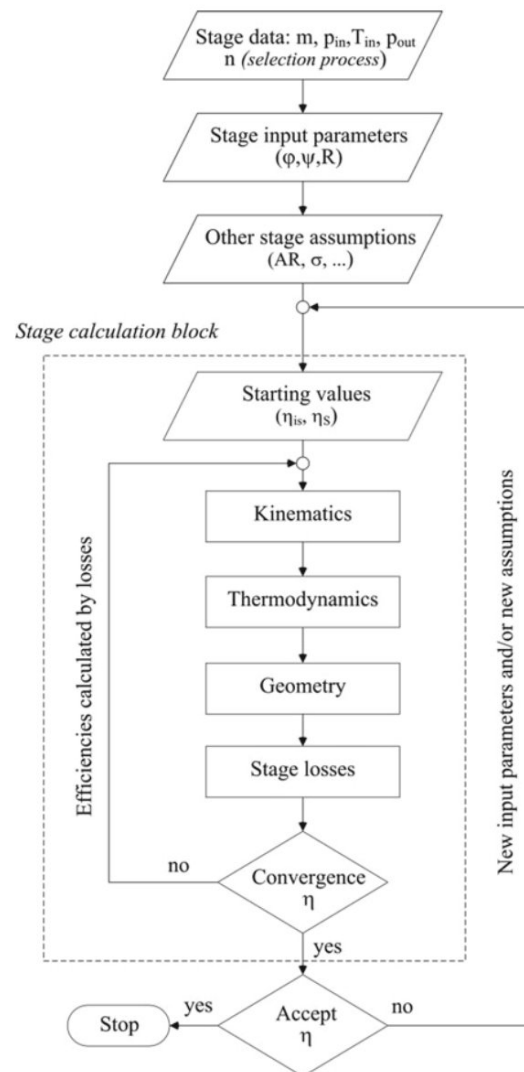 Stage data: m, p_in,T_in, p_out
n (selection process)
Stage input parameters
(φ,ψ,R)
Other stage assumptions
(AR, σ, ...)
Stage calculation block
Starting values
(η_is, η_S)
Kinematics
Thermodynamics
Geometry
Stage losses
Efficiencies calculated by losses
New input parameters and/or new assumptions
no
Convergence
η
yes
Stop
yes
Accept
η
no